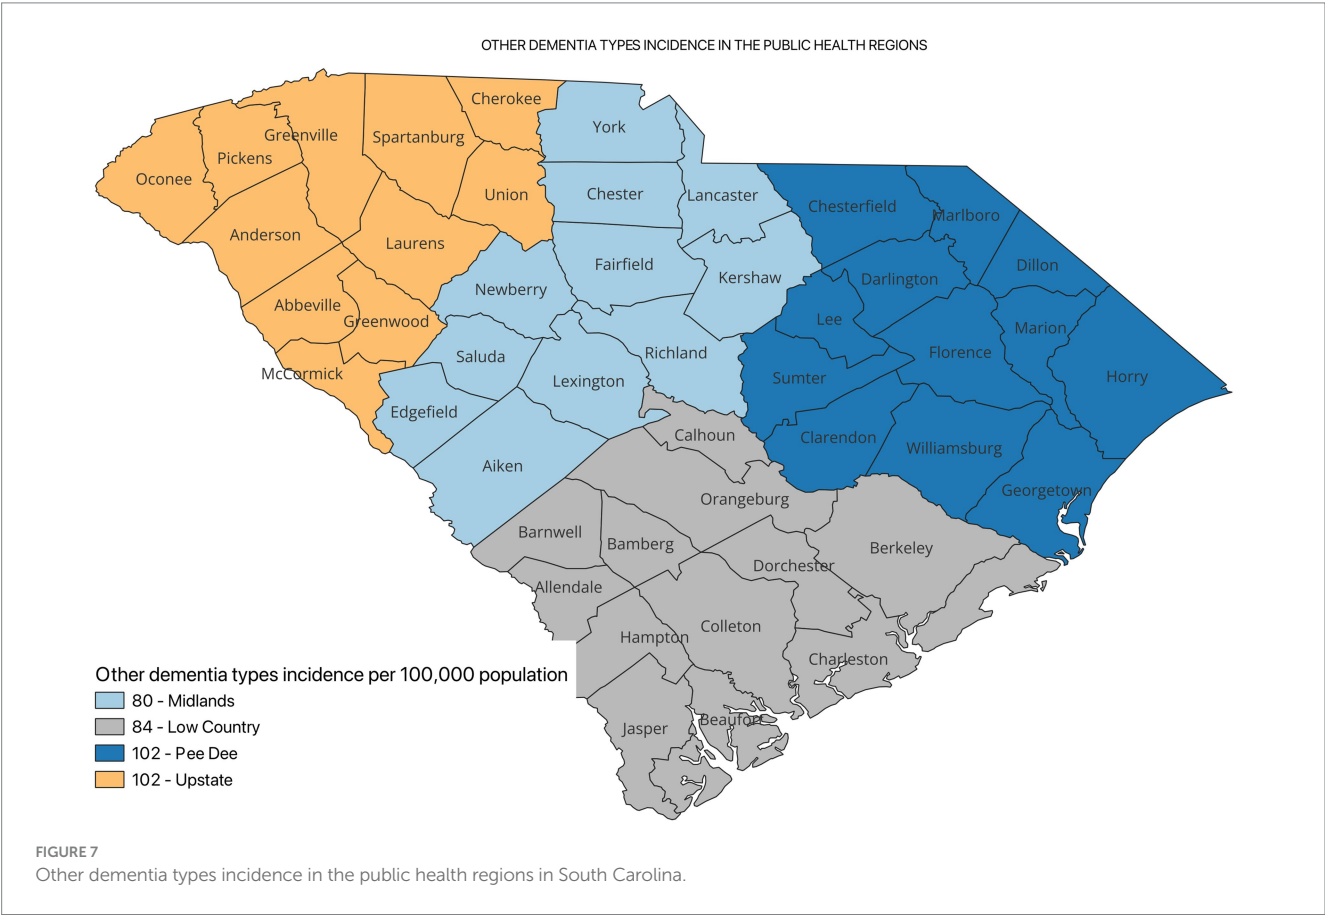 OTHER DEMENTIA TYPES INCIDENCE IN THE PUBLIC HEALTH REGIONS
Cherokee
York
Greenville
Spartanburg
Pickens
Oconee
Union
Chester
Lancaster
Chesterfield
Marlboro
Anderson
Laurens
Fairfield
Kershaw
Darlington
Dillon
Newberry
Abbeville
Greenwood
Lee
Marion
Saluda
Richland
Florence
McCormick
Lexington
Sumter
Horry
Edgefield
Calhoun
Clarendon
Williamsburg
Aiken
Orangeburg
Georgetown
Barnwell
Bamberg
Berkeley
Dorchester
Allendale
Hampton
Colleton
Charleston
Jasper
Beaufort
Other dementia types incidence per 100,000 population
80 - Midlands
84 - Low Country
102 - Pee Dee
102 - Upstate
FIGURE 7
Other dementia types incidence in the public health regions in South Carolina.